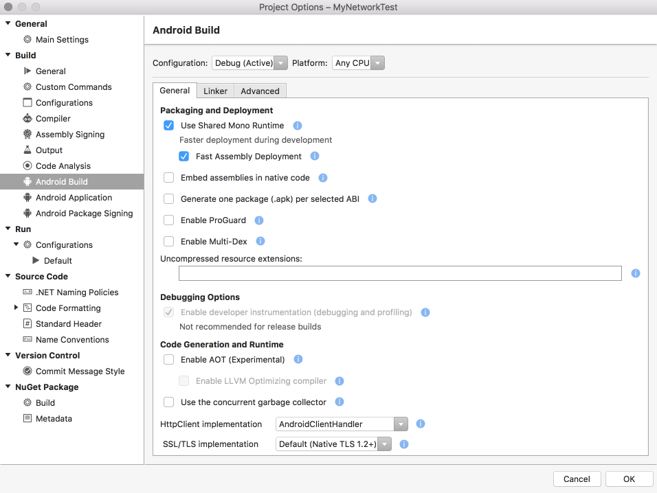 Project Options – MyNetworkTest
General
Main Settings
Build
General
Custom Commands
Configurations
Compiler
Assembly Signing
Output
Code Analysis
Android Build
Android Application
Android Package Signing
Run
Configurations
Default
Source Code
.NET Naming Policies
Code Formatting
Standard Header
Name Conventions
Version Control
Commit Message Style
NuGet Package
Build
Metadata
Android Build
Configuration: Debug (Active) Platform: Any CPU
General Linker Advanced
Packaging and Deployment
Use Shared Mono Runtime
Faster deployment during development
Fast Assembly Deployment
Embed assemblies in native code
Generate one package (.apk) per selected ABI
Enable ProGuard
Enable Multi-Dex
Uncompressed resource extensions:
Debugging Options
Enable developer instrumentation (debugging and profiling)
Not recommended for release builds
Code Generation and Runtime
Enable AOT (Experimental)
Enable LLVM Optimizing compiler
Use the concurrent garbage collector
HttpClient implementation AndroidClientHandler
SSL/TLS implementation Default (Native TLS 1.2+)
Cancel OK